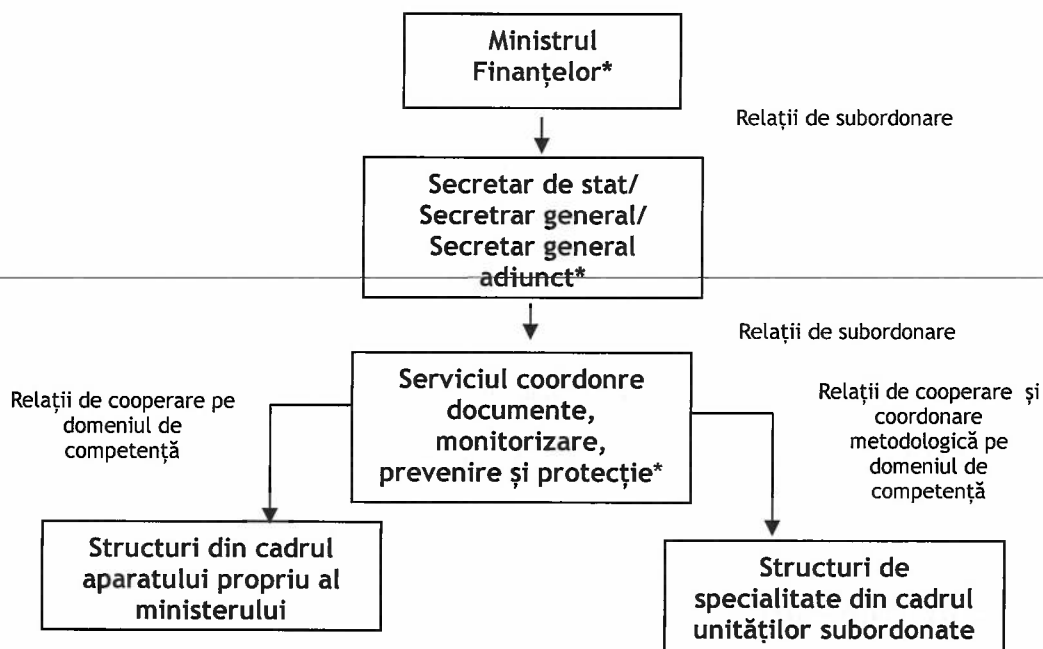 Ministrul
Finanțelor*
Relații de subordonare
Secretar de stat/
Secretrar general/
Secretar general
adiunct*
Relații de subordonare
Serviciul coordonre
documente,
monitorizare,
prevenire și protecție*
Relații de cooperare pe
domeniul de
competență
Relații de cooperare și
coordonare
metodologică pe
domeniul de
competență
Structuri din cadrul
aparatului propriu al
ministerului
Structuri de
specialitate din cadrul
unităților subordonate